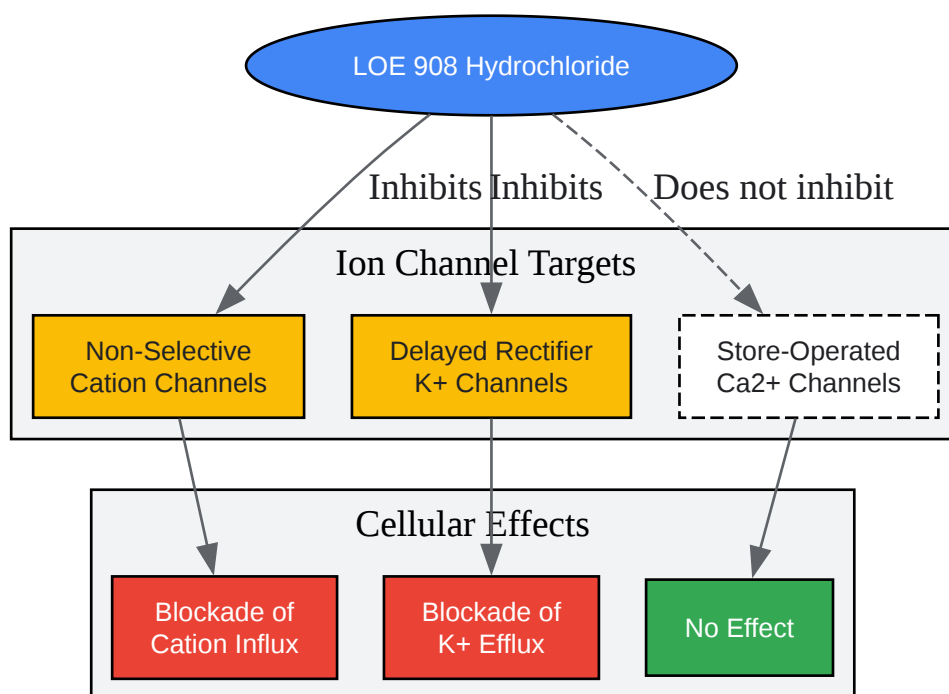 LOE 908 Hydrochloride
Inhibits
Inhibits
Does not inhibit
Ion Channel Targets
Non-Selective
Cation Channels
Delayed Rectifier
K+ Channels
Store-Operated
Ca2+ Channels
Cellular Effects
Blockade of
Cation Influx
Blockade of
K+ Efflux
No Effect